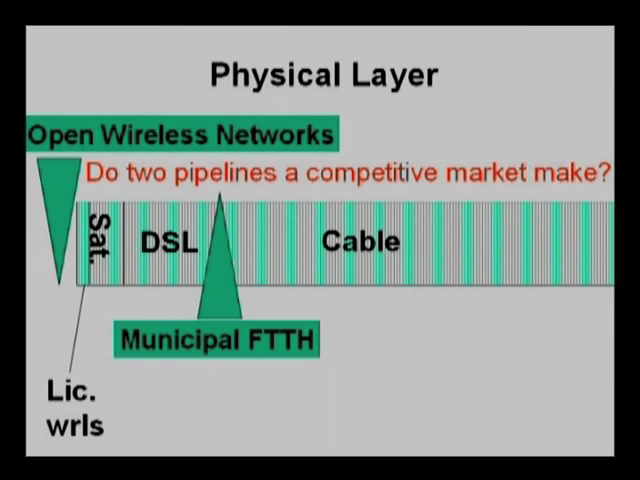 Physical Layer
Open Wireless Networks
Do two pipelines a competitive market make?
Sat.
DSL
Cable
Municipal FTTH
Lic.
wrls